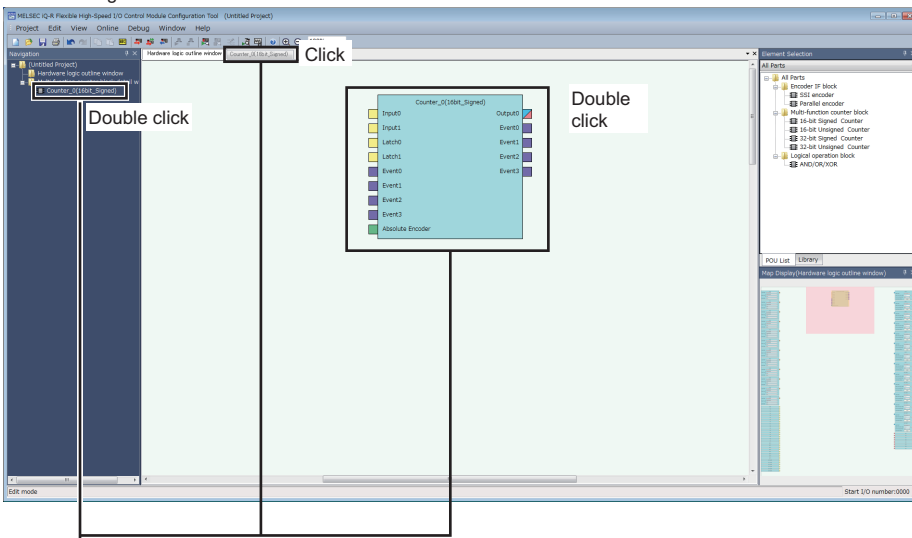 MELSEC iQ-R Flexible High-Speed I/O Control Module Configuration Tool (Untitled Project)
Project Edit View Online Debug Window Help
Navigation
Hardware logic outline window
Counter_0(16bit_Signed)
Click
Element Selection
(Untitled Project)
Hardware logic outline window
Counter_0(16bit_Signed)
Double click
Counter_0(16bit_Signed)
Input0 Output0
Input1 Event0
Latch0 Event1
Latch1 Event2
Event0 Event3
Event1
Event2
Event3
Absolute Encoder
Double
click
All Parts
All Parts
Encoder IF block
SSI encoder
Parallel encoder
Multi-function counter block
16-bit Signed Counter
16-bit Unsigned Counter
32-bit Signed Counter
32-bit Unsigned Counter
Logical operation block
AND/OR/XOR
POU List Library
Map Display(Hardware logic outline window)
Edit mode
Start I/O number:0000